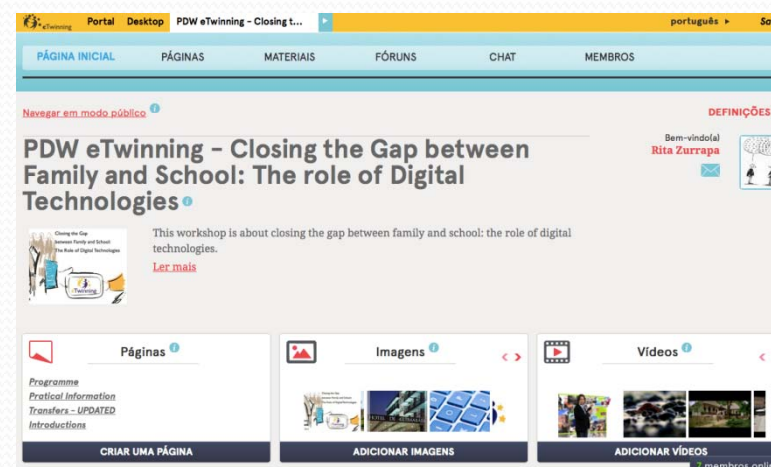 eTwinning Portal Desktop PDW eTwinning - Closing t... português
PÁGINA INICIAL PÁGINAS MATERIAIS FÓRUNS CHAT MEMBROS
Navegar em modo público
DEFINIÇÕES
Bem-vindo(a)
Rita Zurrapa
PDW eTwinning - Closing the Gap between
Family and School: The role of Digital
Technologies
This workshop is about closing the gap between family and school: the role of digital
technologies.
Ler mais
Closing the Gap
between Family and School:
The Role of Digital Technologies
eTwinning
Páginas
Programme
Pratical Information
Transfers - UPDATED
Introductions
CRIAR UMA PÁGINA
Imagens
ADICIONAR IMAGENS
Vídeos
ADICIONAR VÍDEOS